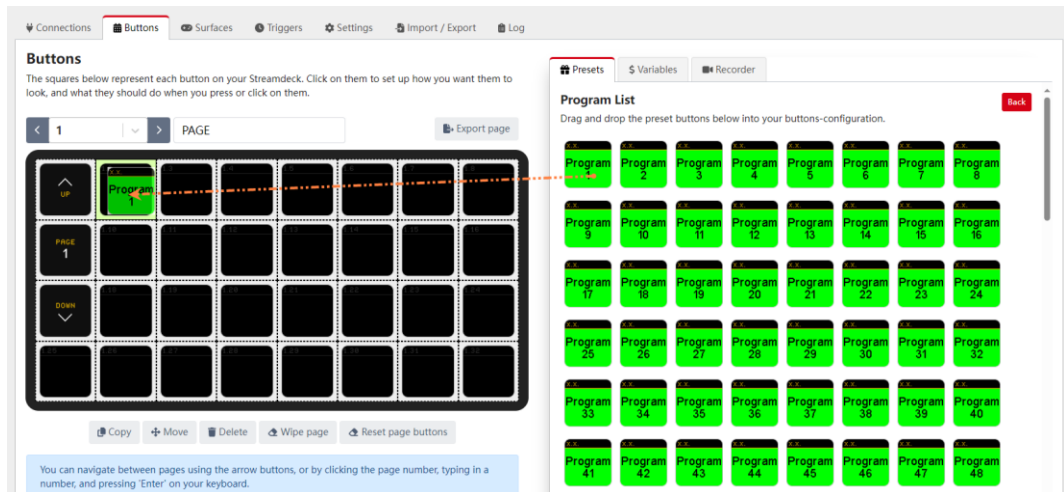 Connections Buttons Surfaces Triggers Settings Import / Export Log
Buttons
The squares below represent each button on your Streamdeck. Click on them to set up how you want them to
look, and what they should do when you press or click on them.
1 PAGE Export page
UP
x.x.
Program
1
PAGE
1
DOWN
Copy Move Delete Wipe page Reset page buttons
You can navigate between pages using the arrow buttons, or by clicking the page number, typing in a
number, and pressing 'Enter' on your keyboard.
Presets $ Variables Recorder
Program List Back
Drag and drop the preset buttons below into your buttons-configuration.
x.x. x.x. x.x. x.x. x.x. x.x. x.x. x.x.
Program Program Program Program Program Program Program Program
1 2 3 4 5 6 7 8
x.x. x.x. x.x. x.x. x.x. x.x. x.x. x.x.
Program Program Program Program Program Program Program Program
9 10 11 12 13 14 15 16
x.x. x.x. x.x. x.x. x.x. x.x. x.x. x.x.
Program Program Program Program Program Program Program Program
17 18 19 20 21 22 23 24
x.x. x.x. x.x. x.x. x.x. x.x. x.x. x.x.
Program Program Program Program Program Program Program Program
25 26 27 28 29 30 31 32
x.x. x.x. x.x. x.x. x.x. x.x. x.x. x.x.
Program Program Program Program Program Program Program Program
33 34 35 36 37 38 39 40
x.x. x.x. x.x. x.x. x.x. x.x. x.x. x.x.
Program Program Program Program Program Program Program Program
41 42 43 44 45 46 47 48